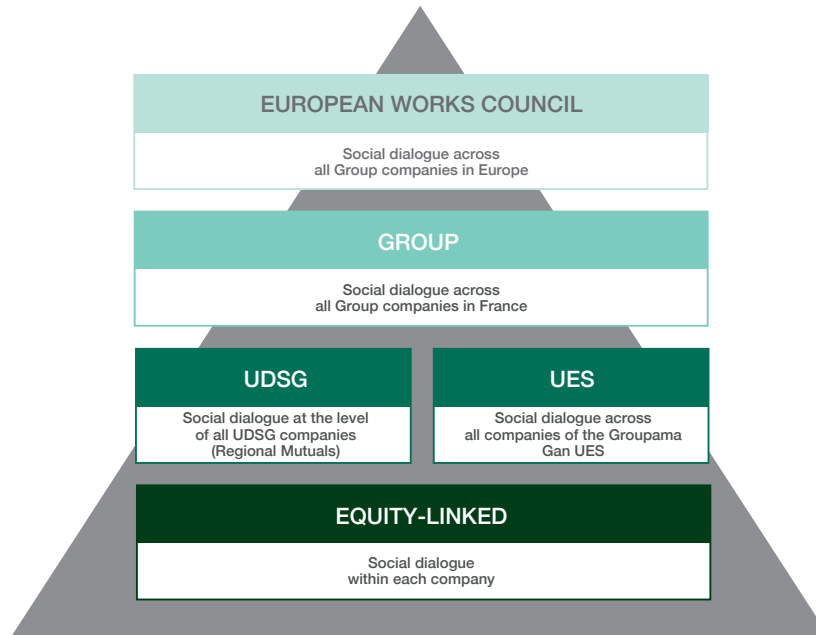 EUROPEAN WORKS COUNCIL
Social dialogue across
all Group companies in Europe
GROUP
Social dialogue across
all Group companies in France
UDSG
Social dialogue at the level
of all UDSG companies
(Regional Mutuals)
UES
Social dialogue across
all companies of the Groupama
Gan UES
EQUITY-LINKED
Social dialogue
within each company